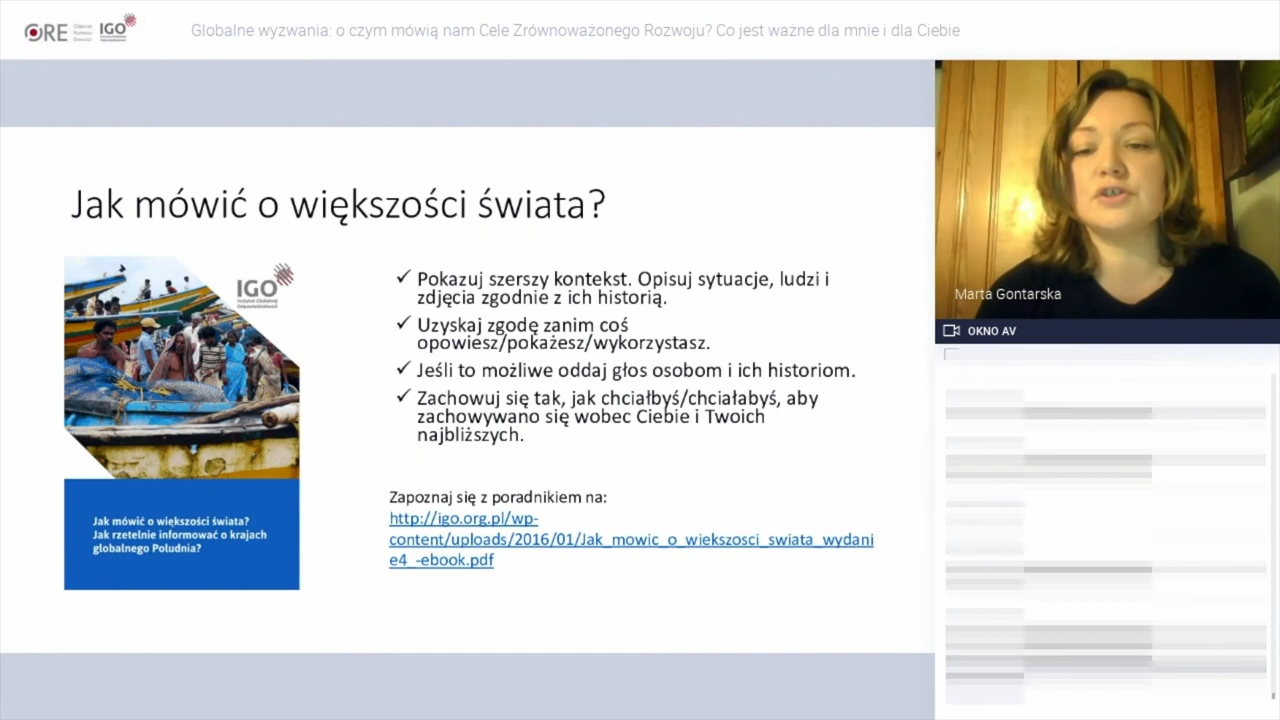 ORE
IGO
Globalne wyzwania: o czym mówią nam Cele Zrównoważonego Rozwoju? Co jest ważne dla mnie i dla Ciebie
Jak mówić o większości świata?
IGO
Instytut Globalnej
Odpowiedzialności
Jak mówić o większości świata?
Jak rzetelnie informować o krajach
globalnego Południa?
✓ Pokazuj szerszy kontekst. Opisuj sytuacje, ludzi i
zdjęcia zgodnie z ich historią.
✓ Uzyskaj zgodę zanim coś
opowiesz/pokażesz/wykorzystasz.
✓ Jeśli to możliwe oddaj głos osobom i ich historiom.
✓ Zachowuj się tak, jak chciałbyś/chciałabyś, aby
zachowywano się wobec Ciebie i Twoich
najbliższych.
Zapoznaj się z poradnikiem na:
http://igo.org.pl/wp-
content/uploads/2016/01/Jak_mowic_o_wiekszosci_swiata_wydani
e4_-ebook.pdf
Marta Gontarska
OKNO AV